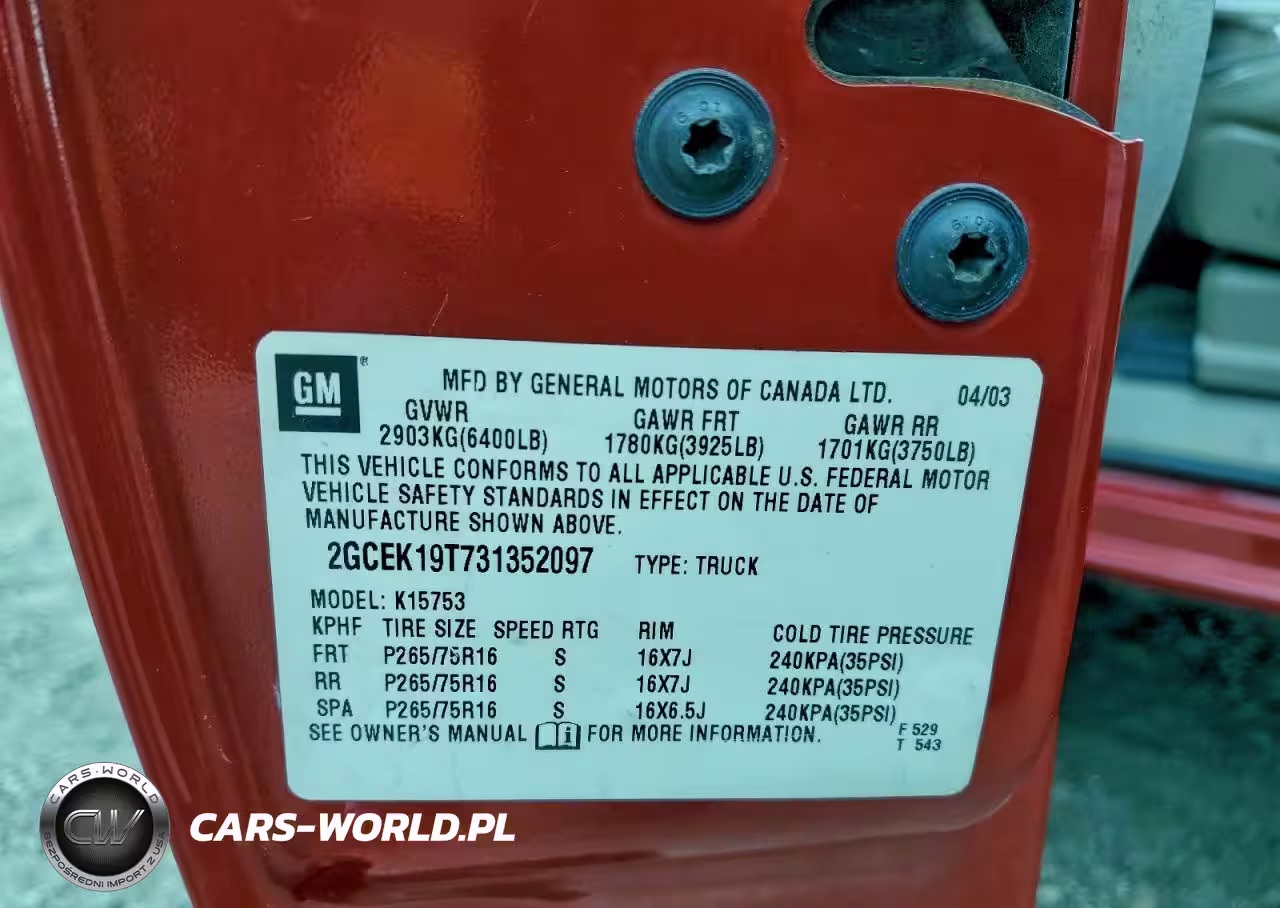 GM ®
MFD BY GENERAL MOTORS OF CANADA LTD. 04/03
GVWR GAWR FRT GAWR RR
2903KG(6400LB) 1780KG(3925LB) 1701KG(3750LB)
THIS VEHICLE CONFORMS TO ALL APPLICABLE U.S. FEDERAL MOTOR
VEHICLE SAFETY STANDARDS IN EFFECT ON THE DATE OF
MANUFACTURE SHOWN ABOVE.
2GCEK19T731352097 TYPE: TRUCK
MODEL: K15753
KPHF TIRE SIZE SPEED RTG RIM COLD TIRE PRESSURE
FRT P265/75R16 S 16X7J 240KPA(35PSI)
RR P265/75R16 S 16X7J 240KPA(35PSI)
SPA P265/75R16 S 16X6.5J 240KPA(35PSI)
SEE OWNER'S MANUAL i FOR MORE INFORMATION.
F 529
T 543
CARS-WORLD
CW
BEZPOŚREDNI IMPORT Z USA
CARS-WORLD.PL